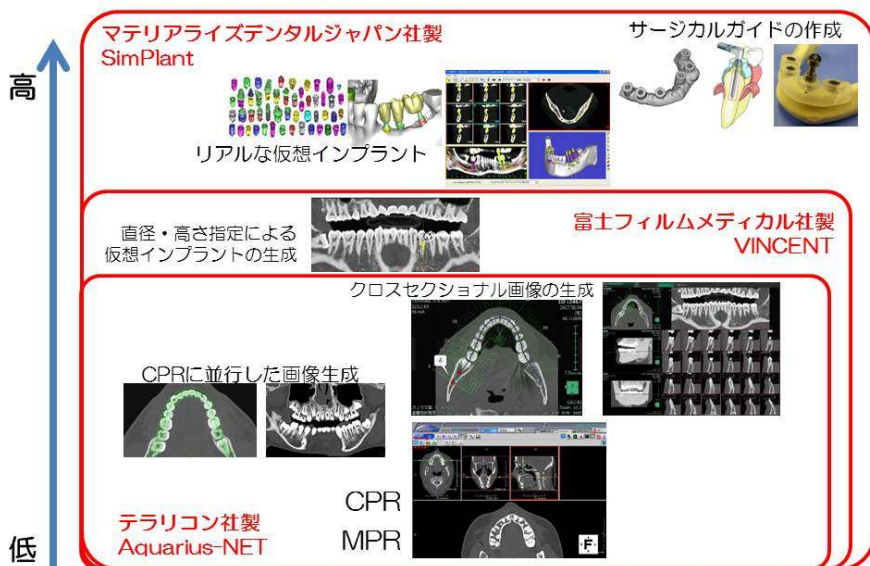 高
マテリアライズデンタルジャパン社製
SimPlant
サージカルガイドの作成
リアルな仮想インプラント
直径・高さ指定による
仮想インプラントの生成
富士フィルムメディカル社製
VINCENT
クロスセクショナル画像の生成
CPRに並行した画像生成
CPR
MPR
F
テラリコン社製
Aquarius-NET
低